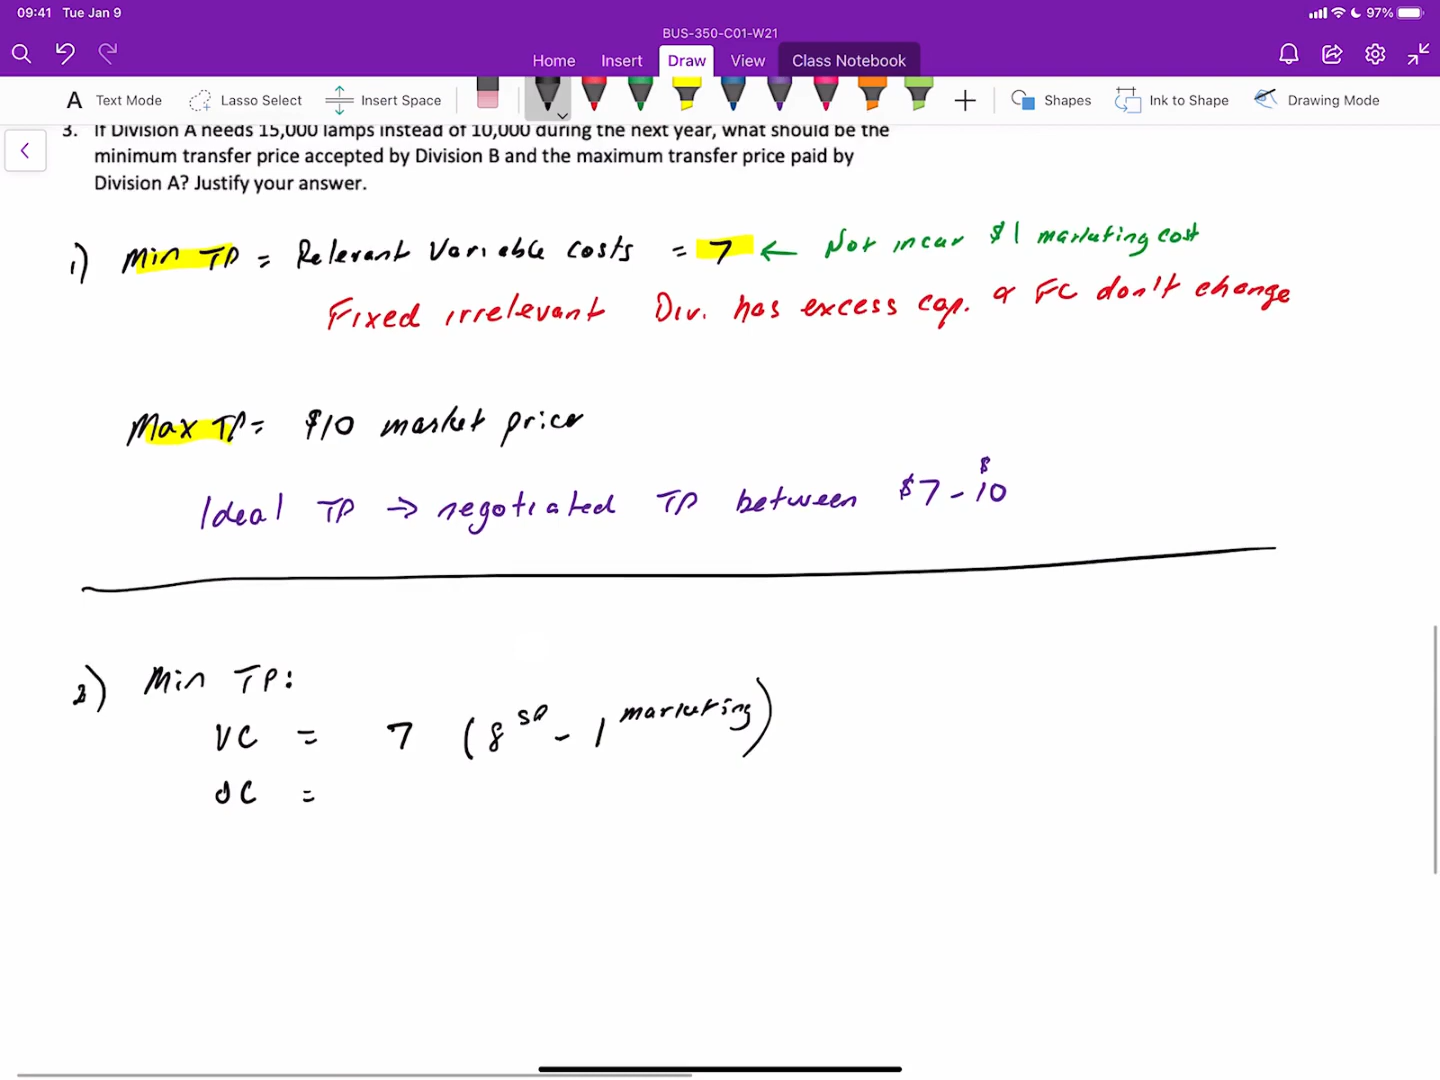 09:41 Tue Jan 9
97%
BUS-350-C01-W21
Home Insert Draw View Class Notebook
A Text Mode Lasso Select Insert Space Shapes Ink to Shape Drawing Mode
3. If Division A needs 15,000 lamps instead of 10,000 during the next year, what should be the
minimum transfer price accepted by Division B and the maximum transfer price paid by
Division A? Justify your answer.
1) Min TP = Relevant Variable costs = 7 ← Not incur $1 marketing cost
Fixed irrelevant Div. has excess cap. & FC don't change
Max TP = $10 market price
Ideal TP → negotiated TP between $7 - $10
2) Min TP:
VC = 7 (8 SP - 1 marketing)
OC =